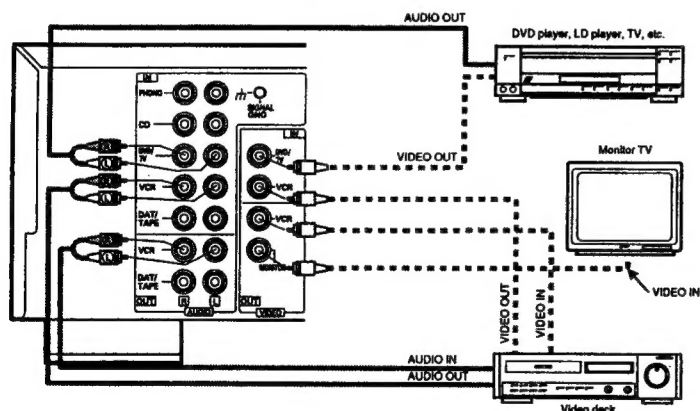 AUDIO OUT
DVD player, LD player, TV, etc.
IN
PHONO
SIGNAL
GND
CD
IN
DVD/
TV
DVD/
TV
R
L
VIDEO OUT
Monitor TV
R
L
VCR
VCR
DAT/
TAPE
VCR
R
L
VCR
MONITOR
DAT/
TAPE
OUT
R
L
AUDIO
OUT
VIDEO
VIDEO OUT
VIDEO IN
VIDEO IN
AUDIO IN
AUDIO OUT
Video deck